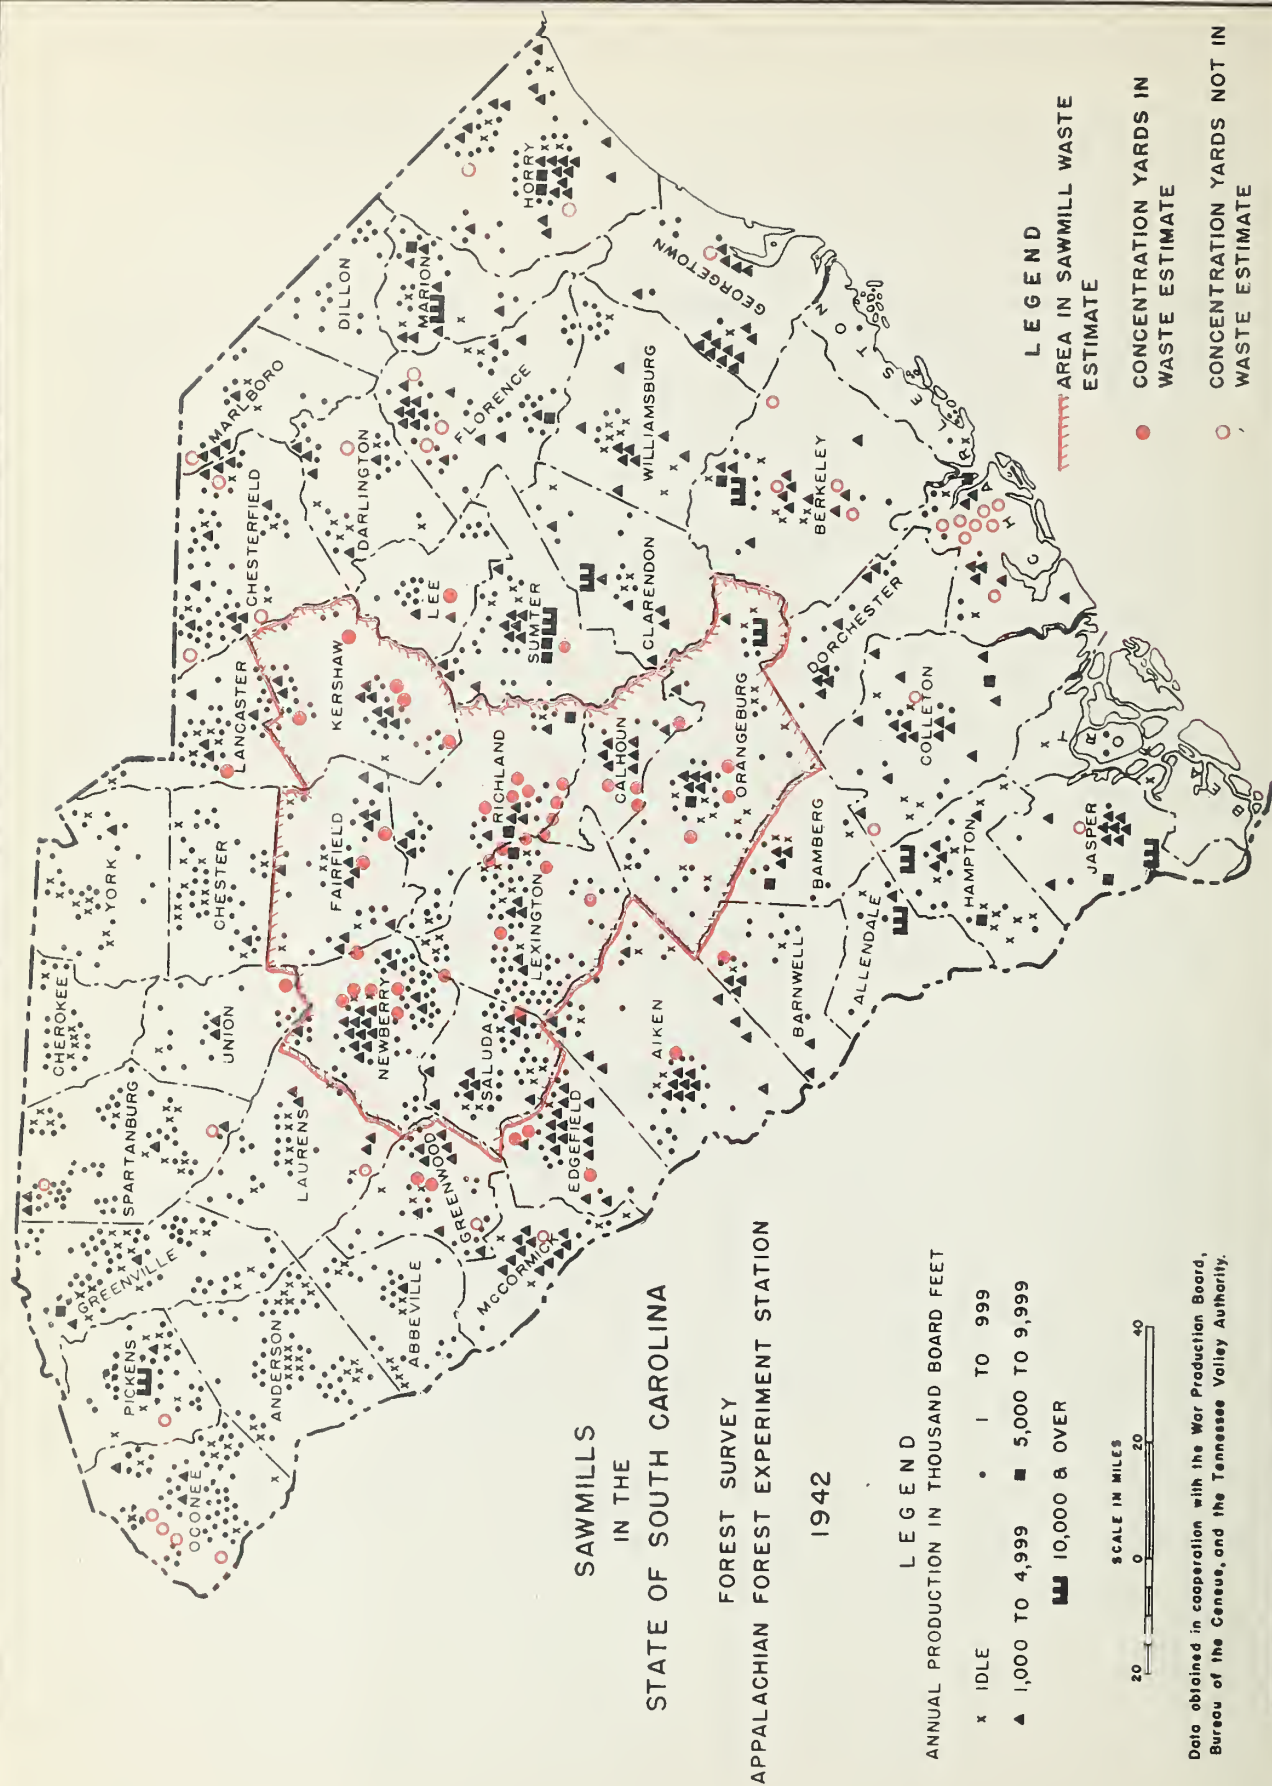 SAWMILLS
IN THE
STATE OF SOUTH CAROLINA
FOREST SURVEY
APPALACHIAN FOREST EXPERIMENT STATION
1942
LEGEND
ANNUAL PRODUCTION IN THOUSAND BOARD FEET
x IDLE • 1 TO 999
▲ 1,000 TO 4,999 ■ 5,000 TO 9,999
10,000 & OVER
SCALE IN MILES
20 0 20 40
Data obtained in cooperation with the War Production Board,
Bureau of the Census, and the Tennessee Valley Authority.
LEGEND
AREA IN SAWMILL WASTE
ESTIMATE
CONCENTRATION YARDS IN
WASTE ESTIMATE
CONCENTRATION YARDS NOT IN
WASTE ESTIMATE
OCONEE
PICKENS
GREENVILLE
SPARTANBURG
CHEROKEE
YORK
CHESTER
UNION
LAURENS
ANDERSON
ABBEVILLE
GREENWOOD
McCORMICK
EDGEFIELD
SALUDA
NEWBERRY
FAIRFIELD
LANCASTER
KERSHAW
CHESTERFIELD
MARLBORO
DARLINGTON
DILLON
MARION
HORRY
FLORENCE
LEE
SUMTER
CLARENDON
WILLIAMSBURG
GEORGETOWN
RICHLAND
LEXINGTON
CALHOUN
ORANGEBURG
AIKEN
BARNWELL
BAMBERG
ALLENDALE
HAMPTON
COLLETON
DORCHESTER
BERKELEY
CHARLESTON
JASPER
BEAUFORT